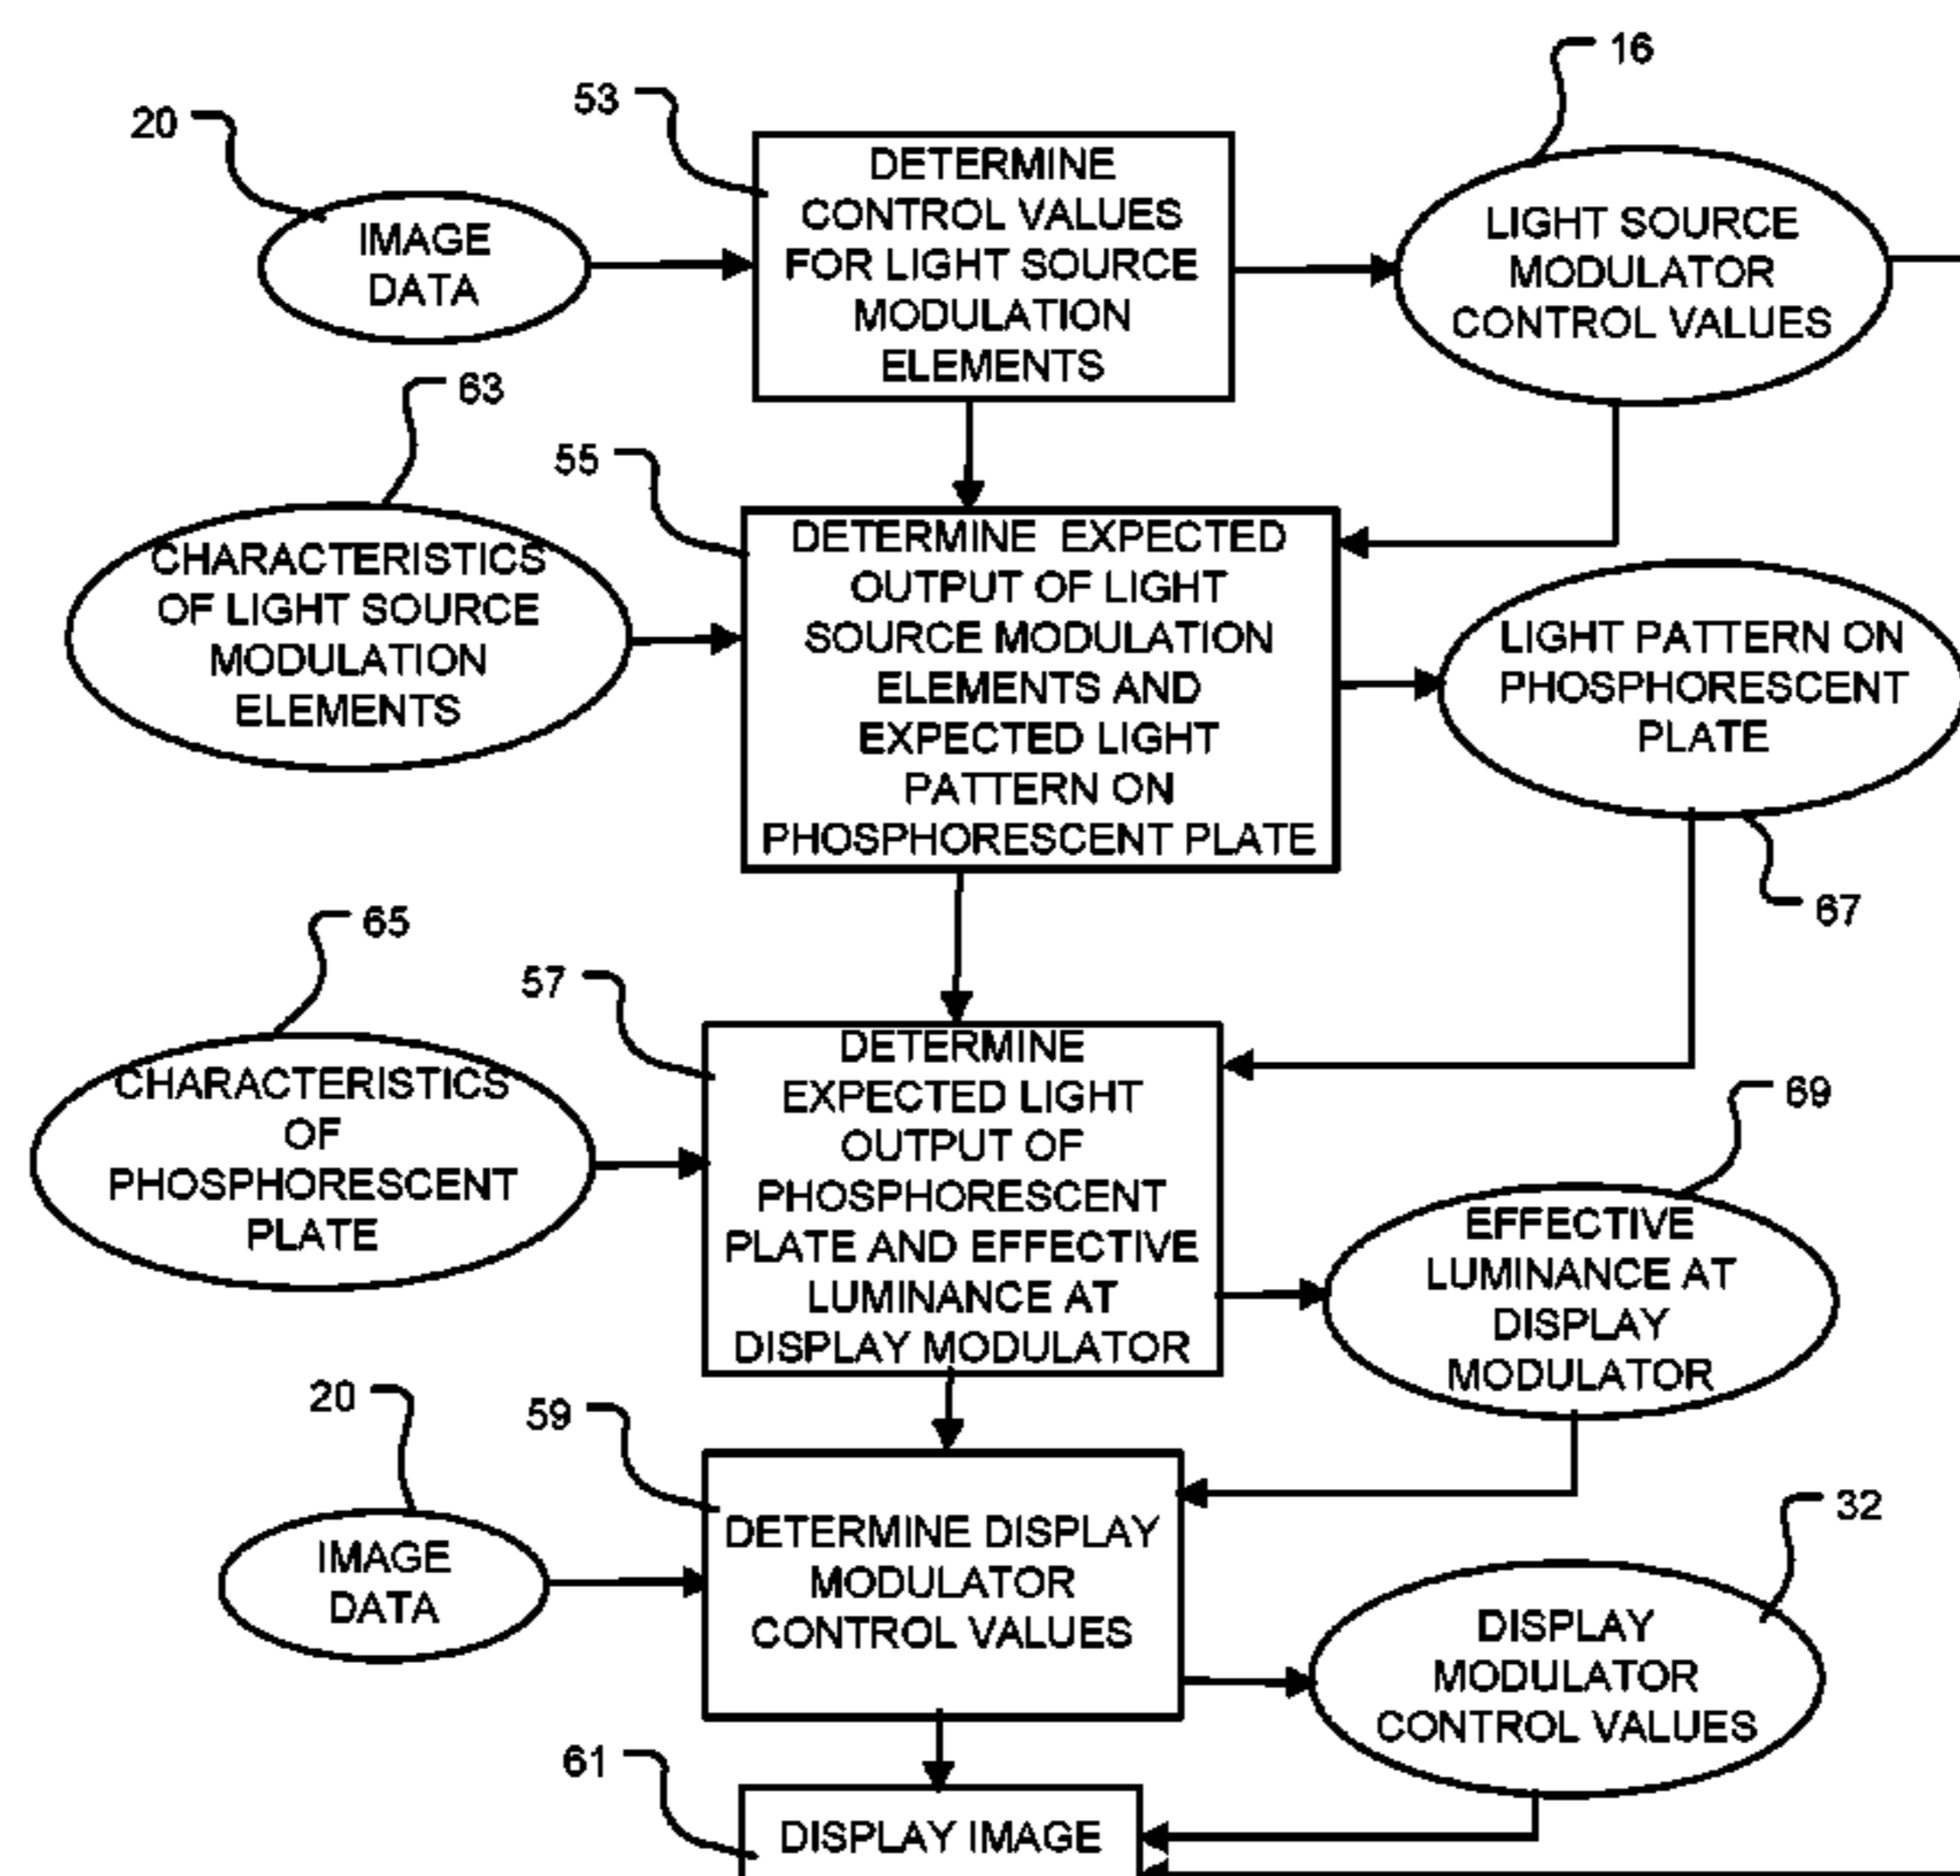 16
53
20
DETERMINE
CONTROL VALUES
FOR LIGHT SOURCE
MODULATION
ELEMENTS
IMAGE
DATA
LIGHT SOURCE
MODULATOR
CONTROL VALUES
63
55
CHARACTERISTICS
OF LIGHT SOURCE
MODULATION
ELEMENTS
DETERMINE EXPECTED
OUTPUT OF LIGHT
SOURCE MODULATION
ELEMENTS AND
EXPECTED LIGHT
PATTERN ON
PHOSPHORESCENT PLATE
LIGHT PATTERN ON
PHOSPHORESCENT
PLATE
67
65
57
CHARACTERISTICS
OF
PHOSPHORESCENT
PLATE
DETERMINE
EXPECTED LIGHT
OUTPUT OF
PHOSPHORESCENT
PLATE AND EFFECTIVE
LUMINANCE AT
DISPLAY MODULATOR
69
EFFECTIVE
LUMINANCE AT
DISPLAY
MODULATOR
20
59
IMAGE
DATA
DETERMINE DISPLAY
MODULATOR
CONTROL VALUES
32
DISPLAY
MODULATOR
CONTROL VALUES
61
DISPLAY IMAGE